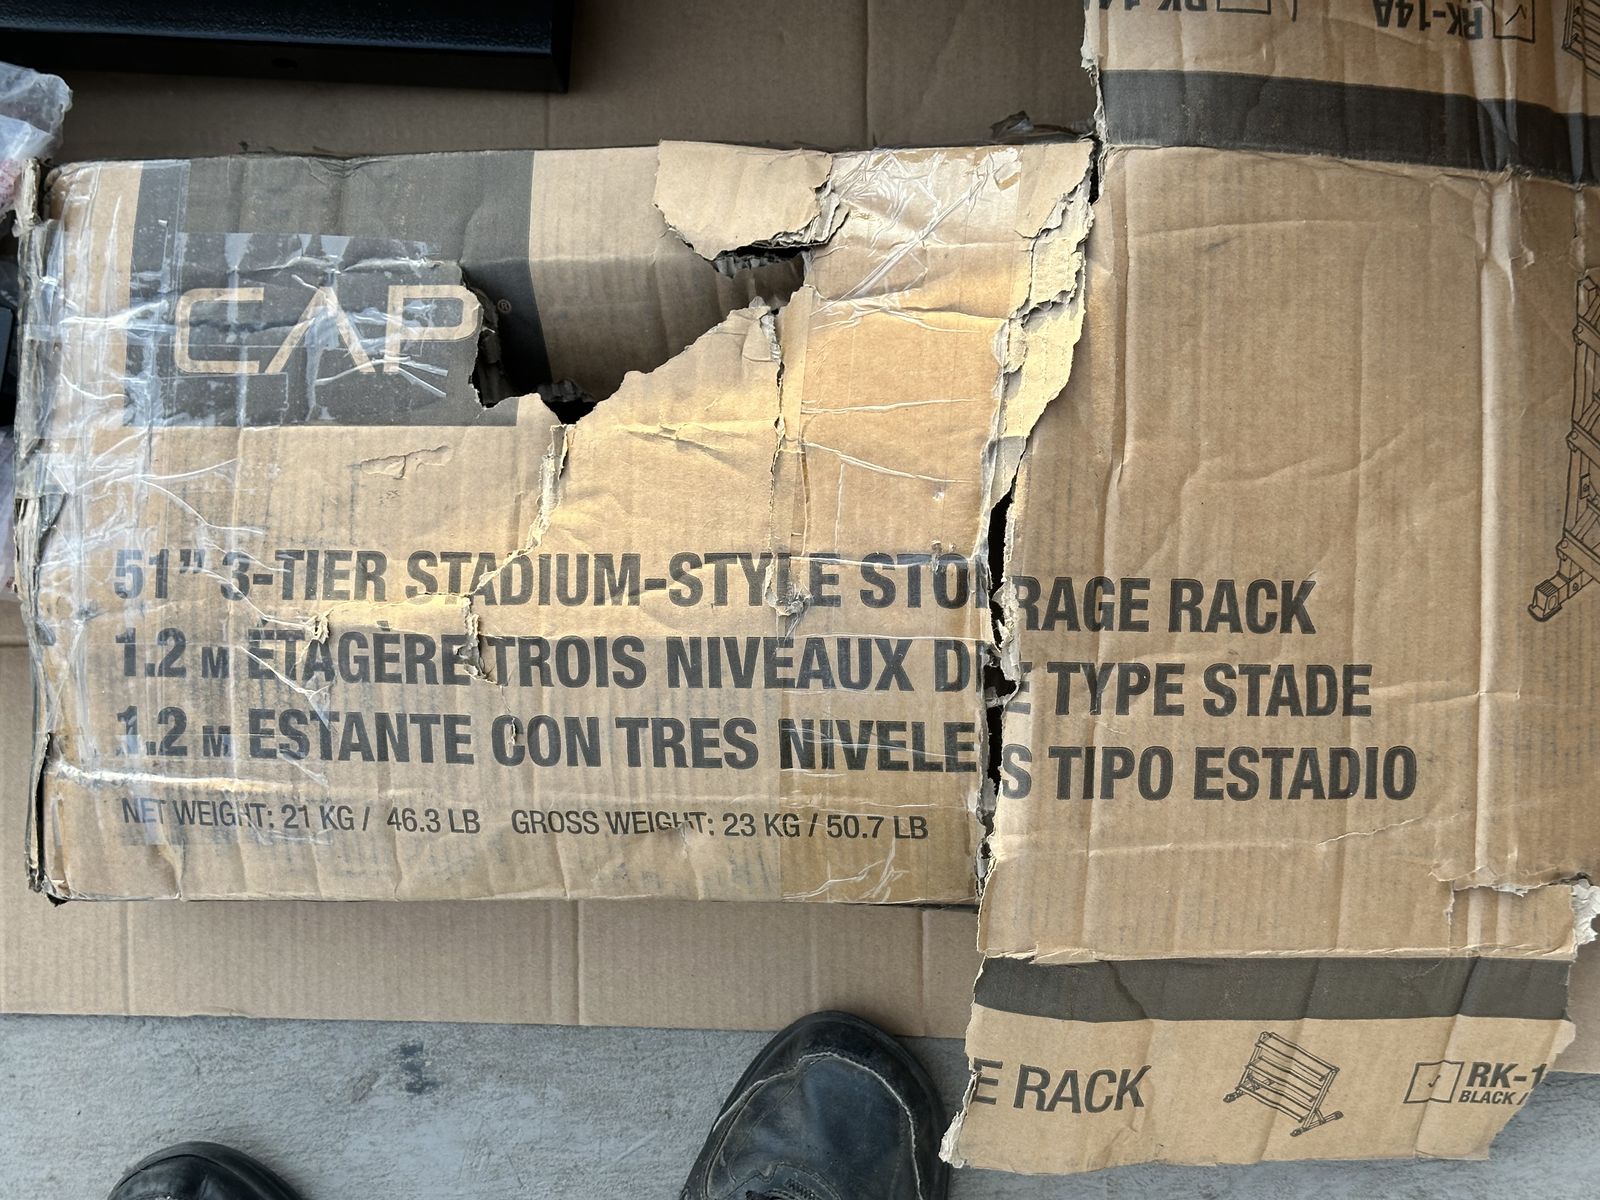 RK-14A
CAP®
51" 3-TIER STADIUM-STYLE STORAGE RACK
1.2 M ÉTAGÈRE TROIS NIVEAUX DE TYPE STADE
1.2 M ESTANTE CON TRES NIVELES TIPO ESTADIO
NET WEIGHT: 21 KG / 46.3 LB GROSS WEIGHT: 23 KG / 50.7 LB
E RACK
RK-1
BLACK /